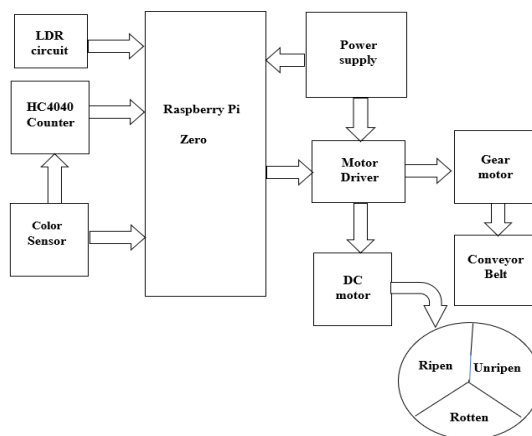 LDR
circuit
HC4040
Counter
Color
Sensor
Raspberry Pi
Zero
Power
supply
Motor
Driver
DC
motor
Gear
motor
Conveyor
Belt
Ripen
Unripen
Rotten